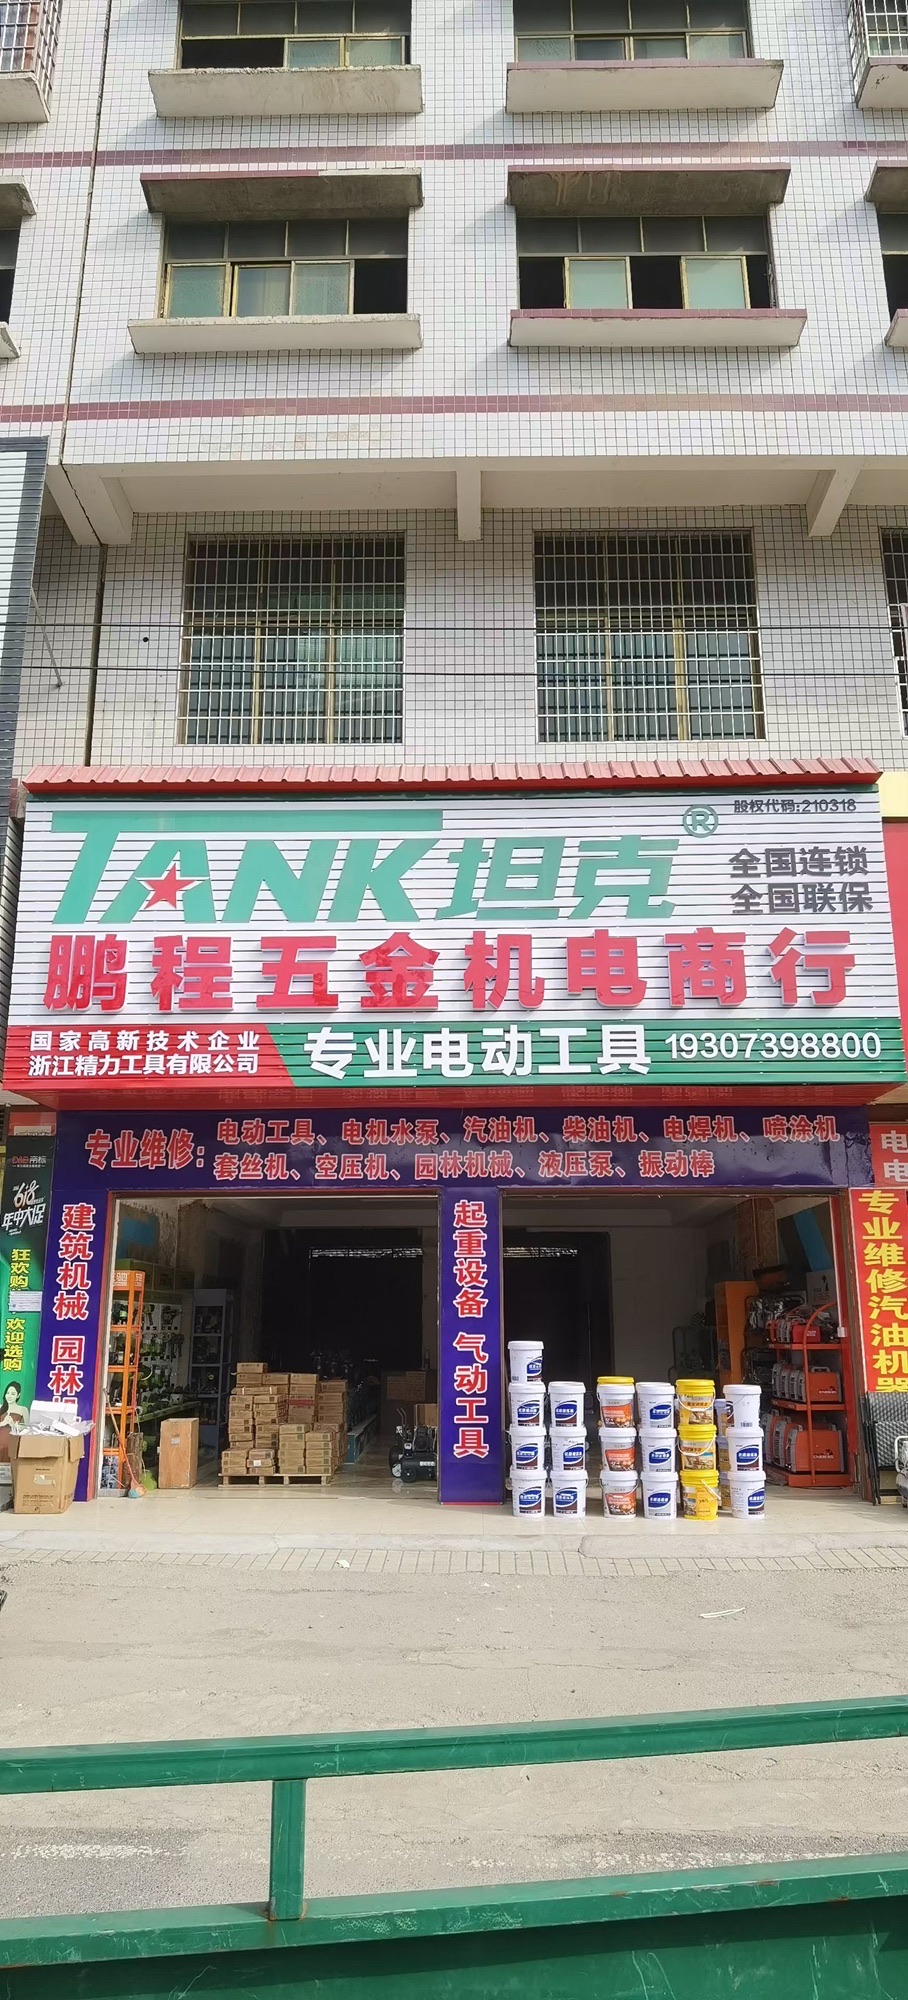 股权代码:210318
TANK坦克®
全国连锁
全国联保
鹏程五金机电商行
国家高新技术企业
浙江精力工具有限公司
专业电动工具
19307398800
专业维修:
电动工具、电机水泵、汽油机、柴油机、电焊机、喷涂机
套丝机、空压机、园林机械、液压泵、振动棒
建筑机械 园林
起重设备 气动工具
618
年中大促
狂欢购
欢迎选购
电
电
专业维修汽油机器